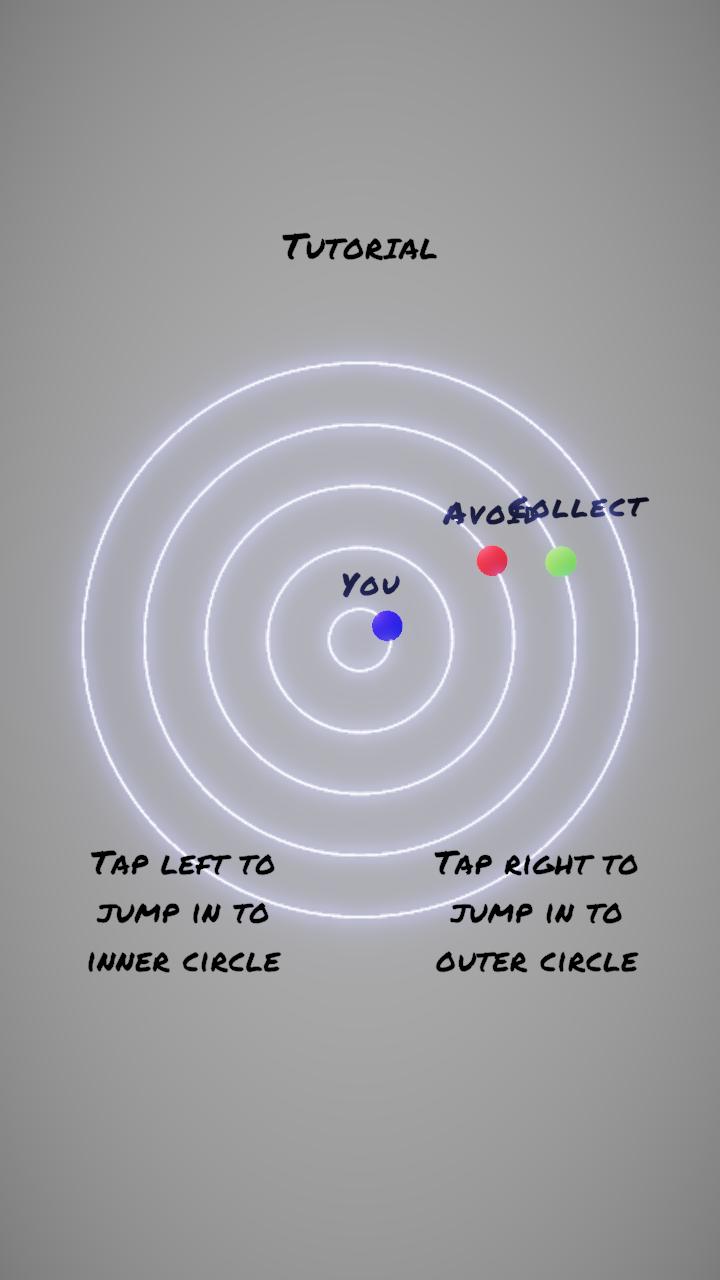 Tutorial
Avoid
Collect
You
Tap left to
jump in to
inner circle
Tap right to
jump in to
outer circle